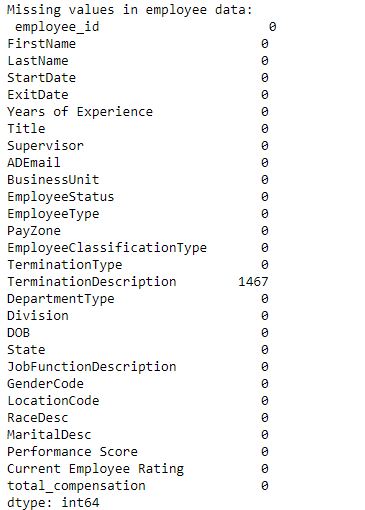 Missing values in employee data:
employee_id 0
FirstName 0
LastName 0
StartDate 0
ExitDate 0
Years of Experience 0
Title 0
Supervisor 0
ADEmail 0
BusinessUnit 0
EmployeeStatus 0
EmployeeType 0
PayZone 0
EmployeeClassificationType 0
TerminationType 0
TerminationDescription 1467
DepartmentType 0
Division 0
DOB 0
State 0
JobFunctionDescription 0
GenderCode 0
LocationCode 0
RaceDesc 0
MaritalDesc 0
Performance Score 0
Current Employee Rating 0
total_compensation 0
dtype: int64